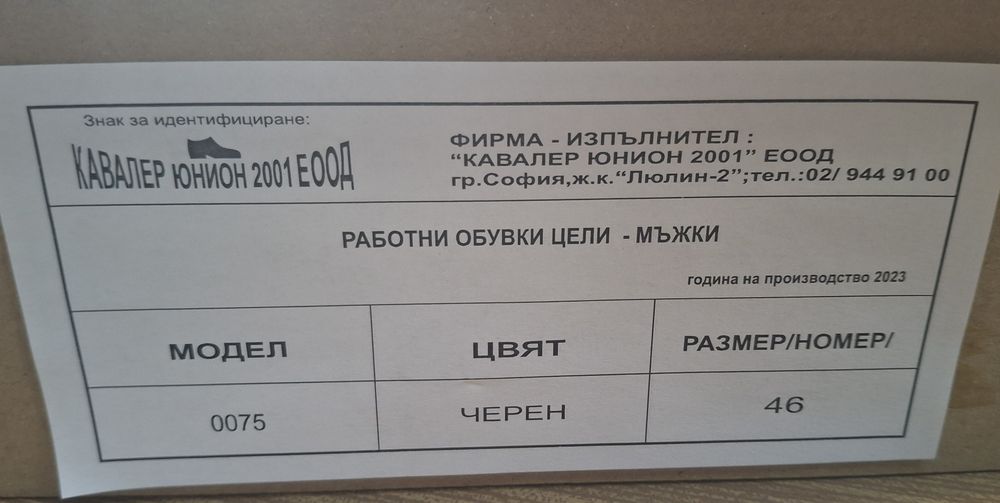 Знак за идентифициране:
КАВАЛЕР ЮНИОН 2001 ЕООД
ФИРМА - ИЗПЪЛНИТЕЛ :
“КАВАЛЕР ЮНИОН 2001” ЕООД
гр.София,ж.к.“Люлин-2”;тел.:02/ 944 91 00
РАБОТНИ ОБУВКИ ЦЕЛИ - МЪЖКИ
година на производство 2023
МОДЕЛ ЦВЯТ РАЗМЕР/НОМЕР/
0075 ЧЕРЕН 46